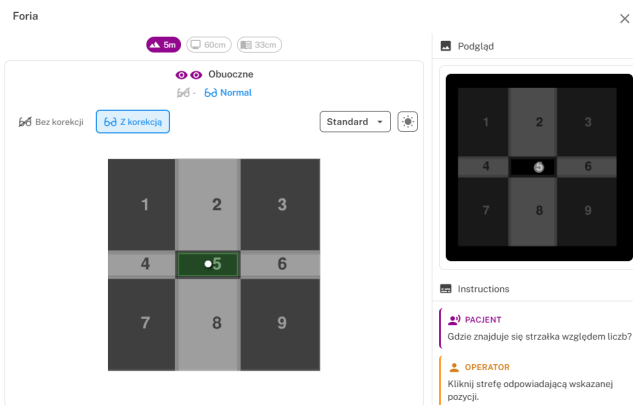 Foria
5m
60cm
33cm
Obuoczne
-
Normal
Bez korekcji
Z korekcją
Standard
1 2 3
4 5 6
7 8 9
Podgląd
1 2 3
4 5 6
7 8 9
Instructions
PACJENT
Gdzie znajduje się strzałka względem liczb?
OPERATOR
Kliknij strefę odpowiadającą wskazanej
pozycji.